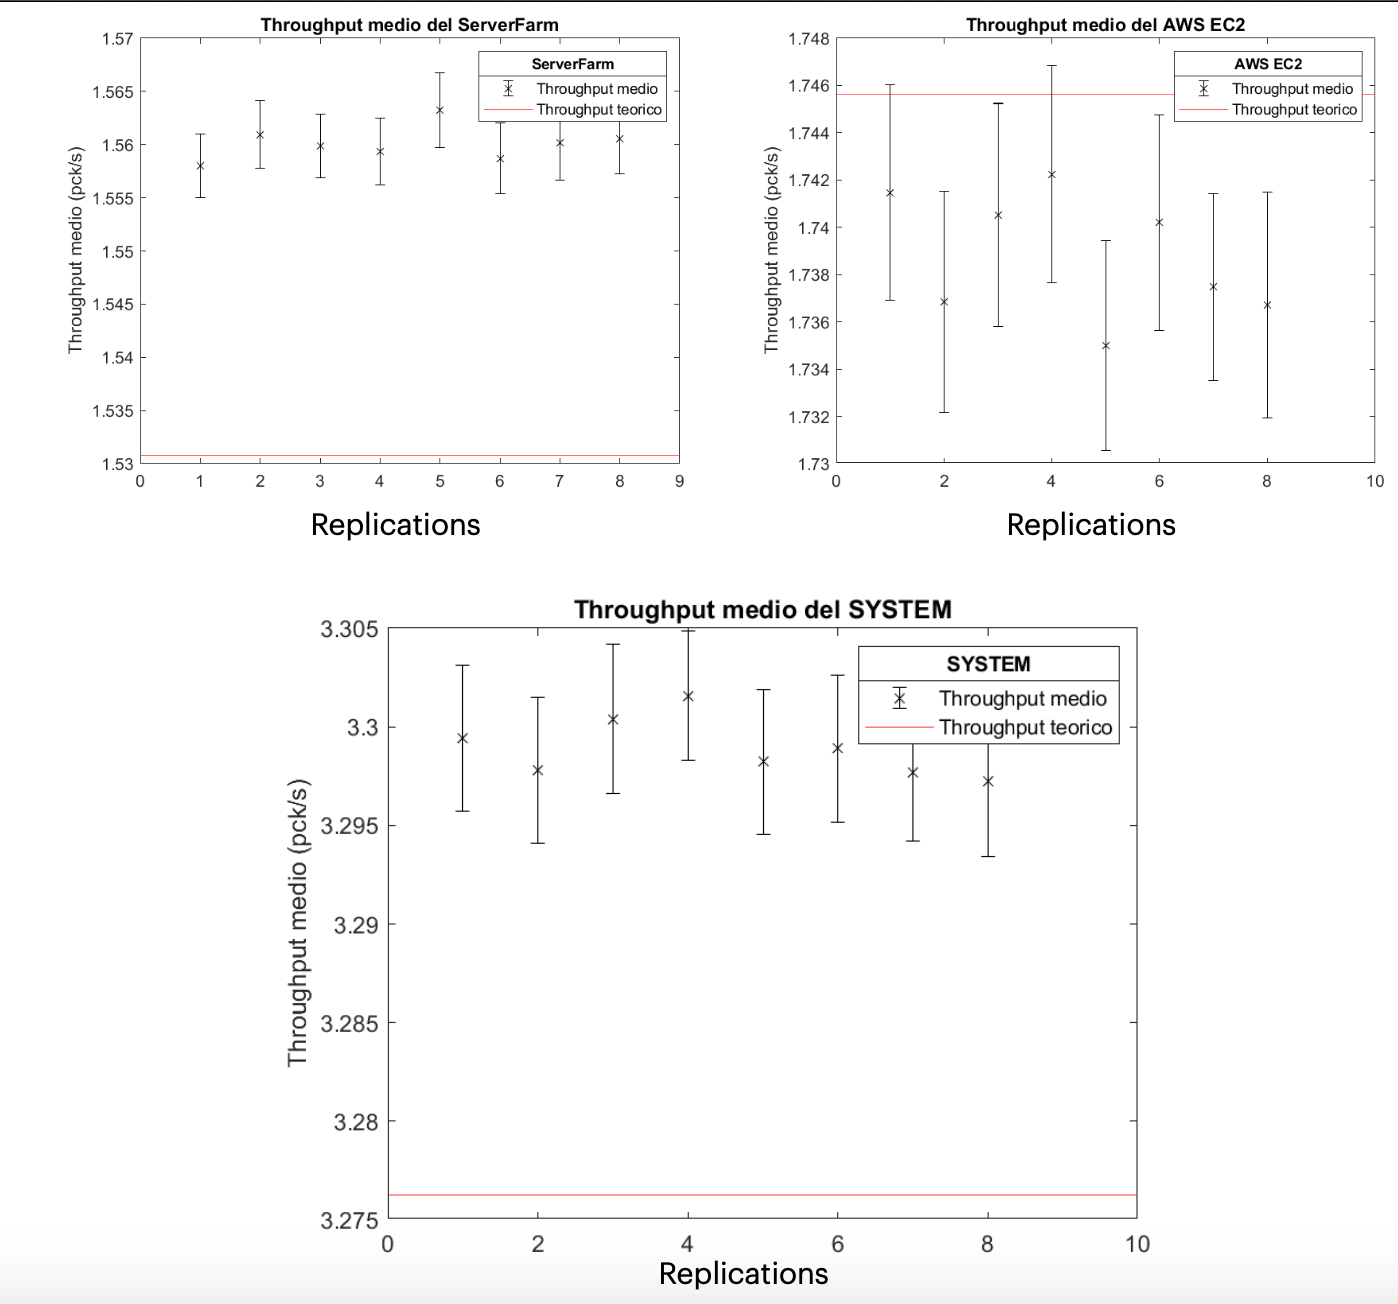 Throughput medio del ServerFarm
1.57
1.565
1.56
1.555
1.55
1.545
1.54
1.535
1.53
Throughput medio (pck/s)
ServerFarm
Throughput medio
Throughput teorico
0 1 2 3 4 5 6 7 8 9
Replications
Throughput medio del AWS EC2
1.748
1.746
1.744
1.742
1.74
1.738
1.736
1.734
1.732
1.73
Throughput medio (pck/s)
AWS EC2
Throughput medio
Throughput teorico
0 2 4 6 8 10
Replications
Throughput medio del SYSTEM
3.305
3.3
3.295
3.29
3.285
3.28
3.275
Throughput medio (pck/s)
SYSTEM
Throughput medio
Throughput teorico
0 2 4 6 8 10
Replications